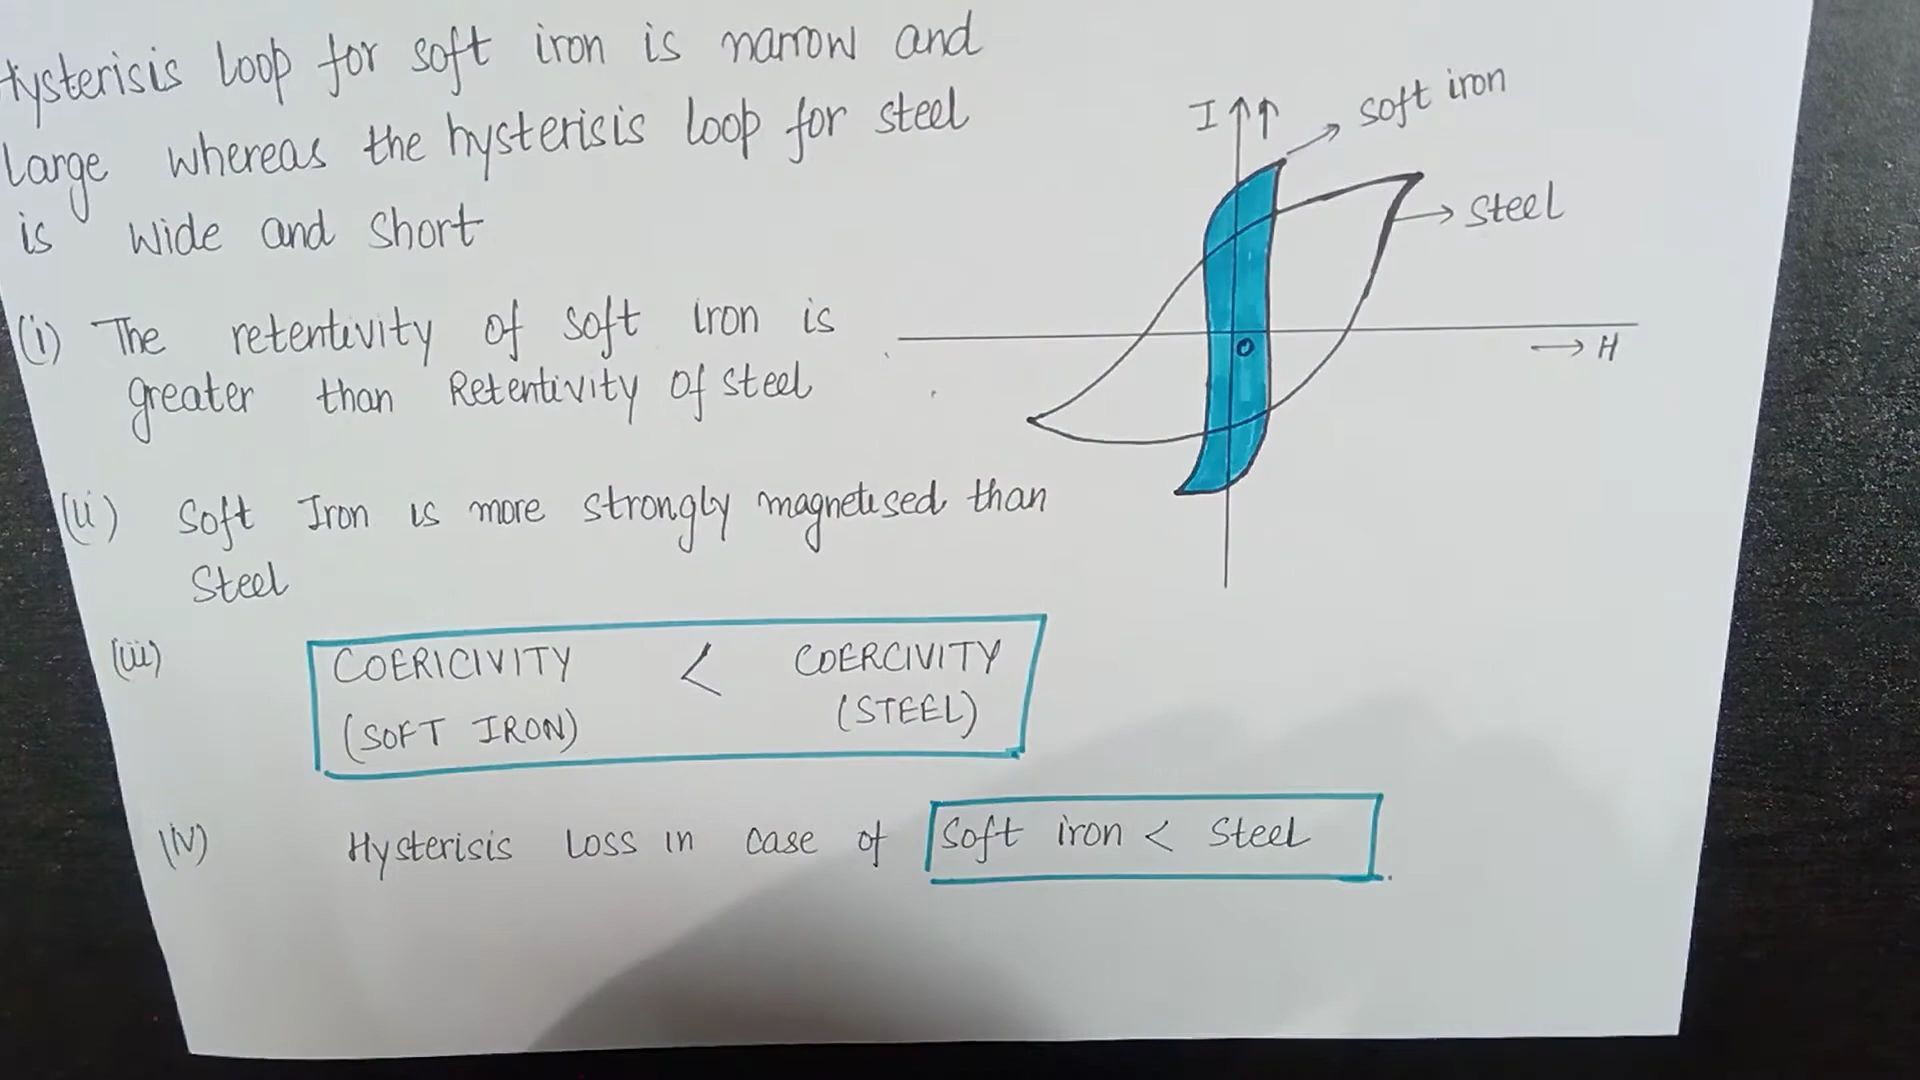 Hysterisis loop for soft iron is narrow and
large whereas the hysterisis loop for steel
is wide and short
(i) The retentivity of soft iron is
greater than Retentivity of steel
(ii) Soft Iron is more strongly magnetised than
Steel
(iii) COERICIVITY < COERCIVITY
(SOFT IRON) (STEEL)
(iv) Hysterisis Loss in case of Soft iron < Steel
I ↑↑
soft iron
steel
O
→ H